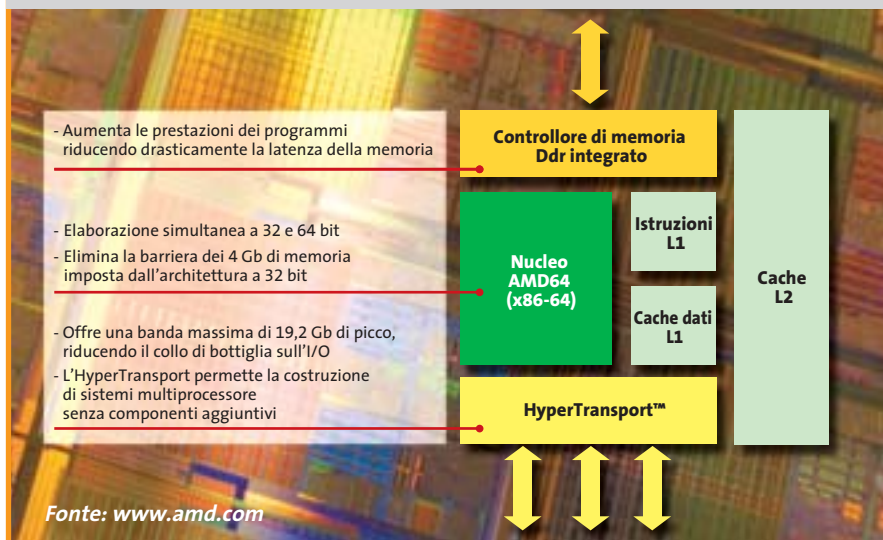 - Aumenta le prestazioni dei programmi
riducendo drasticamente la latenza della memoria
- Elaborazione simultanea a 32 e 64 bit
- Elimina la barriera dei 4 Gb di memoria
imposta dall'architettura a 32 bit
- Offre una banda massima di 19,2 Gb di picco,
riducendo il collo di bottiglia sull'I/O
- L'HyperTransport permette la costruzione
di sistemi multiprocessore
senza componenti aggiuntivi
Controllore di memoria
Ddr integrato
Nucleo
AMD64
(x86-64)
Istruzioni
L1
Cache dati
L1
Cache
L2
HyperTransport™
Fonte: www.amd.com